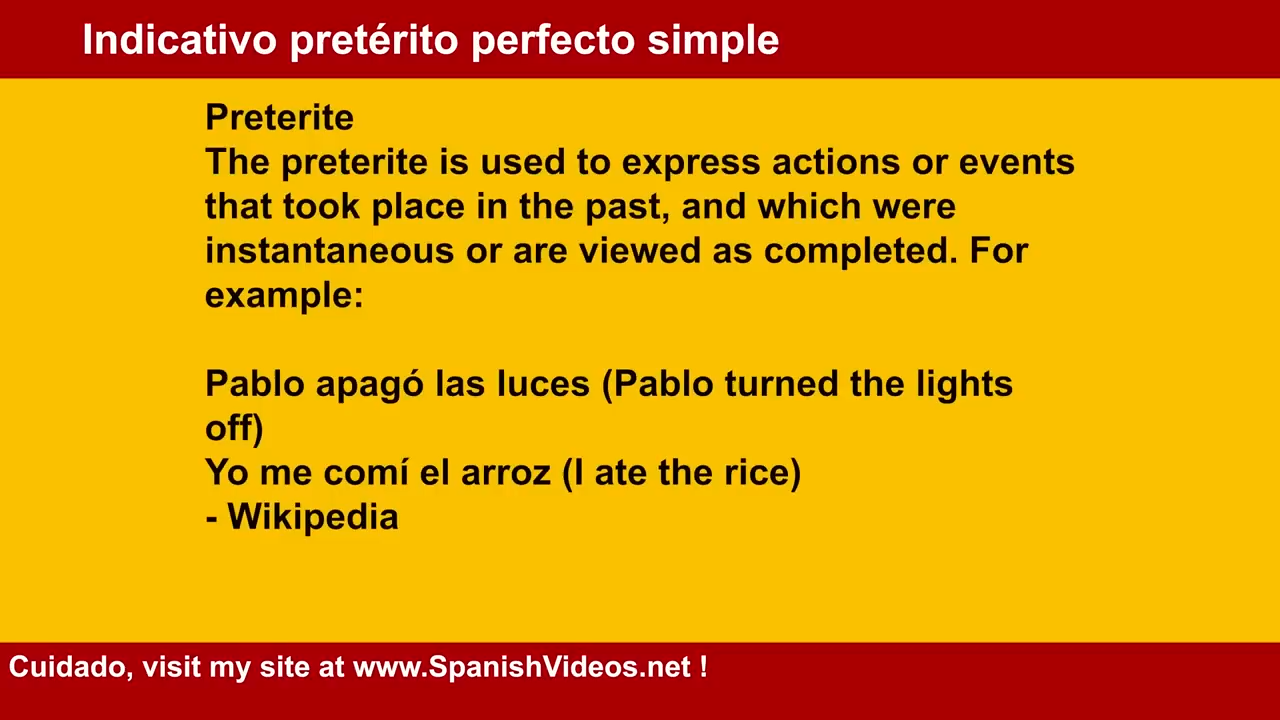 Indicativo pretérito perfecto simple
Preterite
The preterite is used to express actions or events
that took place in the past, and which were
instantaneous or are viewed as completed. For
example:
Pablo apagó las luces (Pablo turned the lights
off)
Yo me comí el arroz (I ate the rice)
- Wikipedia
Cuidado, visit my site at www.SpanishVideos.net !